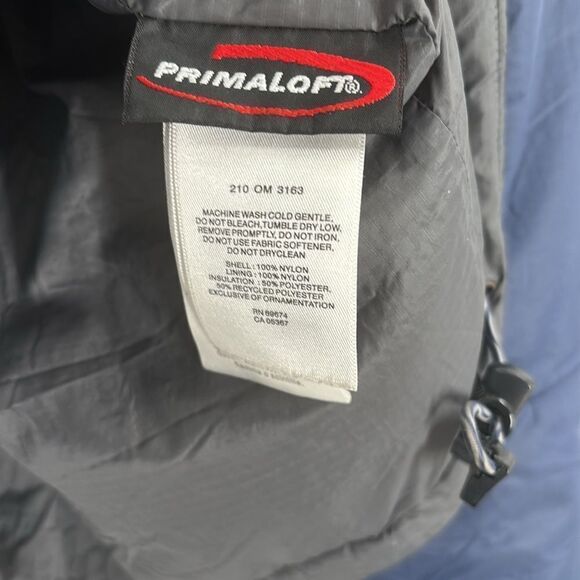 PRIMALOFT®
210 OM 3163
MACHINE WASH COLD GENTLE,
DO NOT BLEACH,TUMBLE DRY LOW,
REMOVE PROMPTLY, DO NOT IRON,
DO NOT USE FABRIC SOFTENER,
DO NOT DRYCLEAN
SHELL : 100% NYLON
LINING : 100% NYLON
INSULATION : 50% POLYESTER,
50% RECYCLED POLYESTER
EXCLUSIVE OF ORNAMENTATION
RN 69674
CA 05367